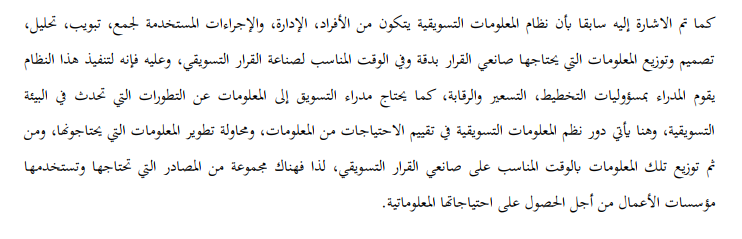 كما تم الاشارة إليه سابقا بأن نظام المعلومات التسويقية يتكون من الأفراد، الإدارة، والإجراءات المستخدمة لجمع، تبويب، تحليل،
تصميم وتوزيع المعلومات التي يحتاجها صانعي القرار بدقة وفي الوقت المناسب لصناعة القرار التسويقي، وعليه فإنه لتنفيذ هذا النظام
يقوم المدراء بمسؤوليات التخطيط، التسعير والرقابة، كما يحتاج مدراء التسويق إلى المعلومات عن التطورات التي تحدث في البيئة
التسويقية، وهنا يأتي دور نظم المعلومات التسويقية في تقييم الاحتياجات من المعلومات، ومحاولة تطوير المعلومات التي يحتاجونها، ومن
ثم توزيع تلك المعلومات بالوقت المناسب على صانعي القرار التسويقي، لذا فهناك مجموعة من المصادر التي تحتاجها وتستخدمها
مؤسسات الأعمال من أجل الحصول على احتياجاتها المعلوماتية.